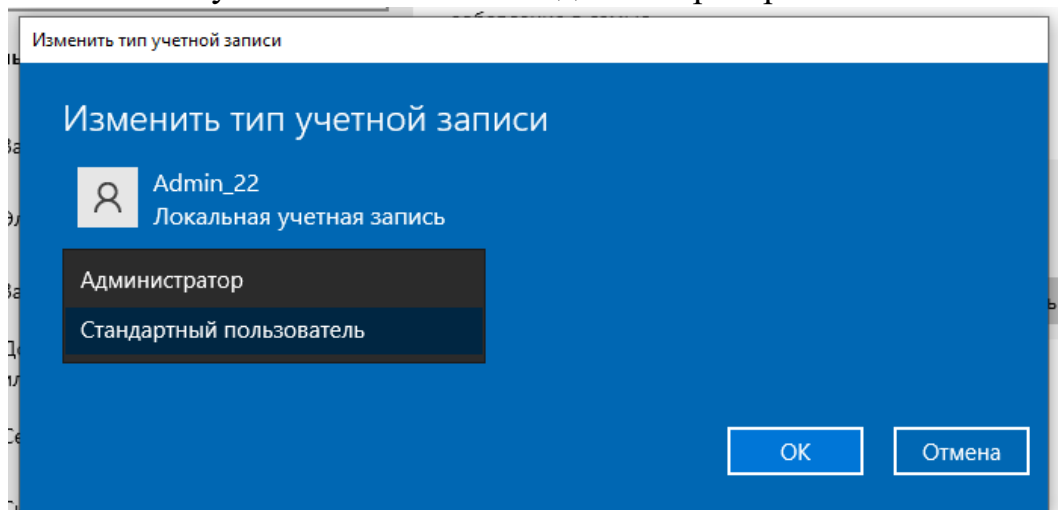 Изменить тип учетной записи
Изменить тип учетной записи
Admin_22
Локальная учетная запись
Администратор
Стандартный пользователь
OK
Отмена